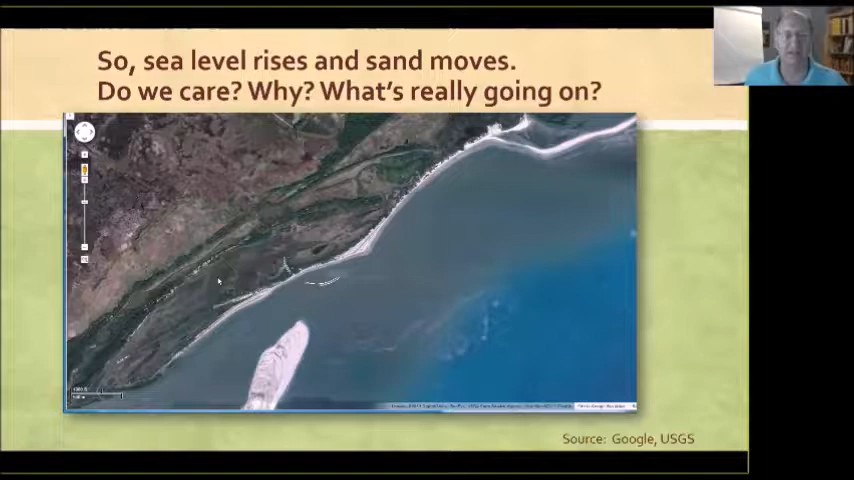 So, sea level rises and sand moves.
Do we care? Why? What's really going on?
Source: Google, USGS